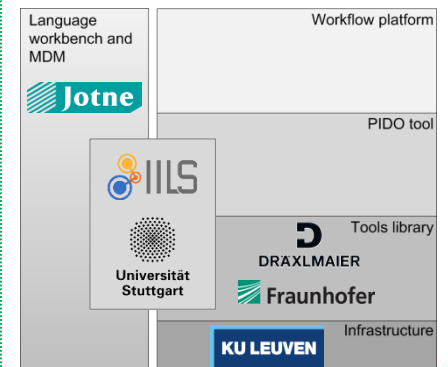 Language
workbench and
MDM
Jotne
Workflow platform
PIDO tool
IILS
Universität
Stuttgart
Tools library
DRÄXLMAIER
Fraunhofer
Infrastructure
KU LEUVEN